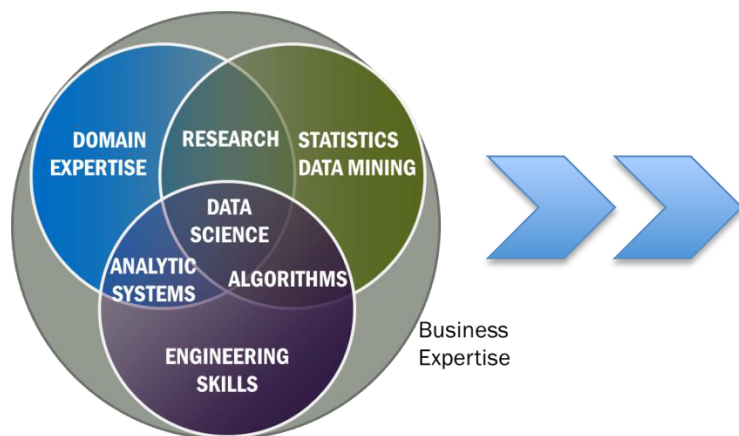 DOMAIN
EXPERTISE
RESEARCH
STATISTICS
DATA MINING
DATA
SCIENCE
ANALYTIC
SYSTEMS
ALGORITHMS
ENGINEERING
SKILLS
Business
Expertise